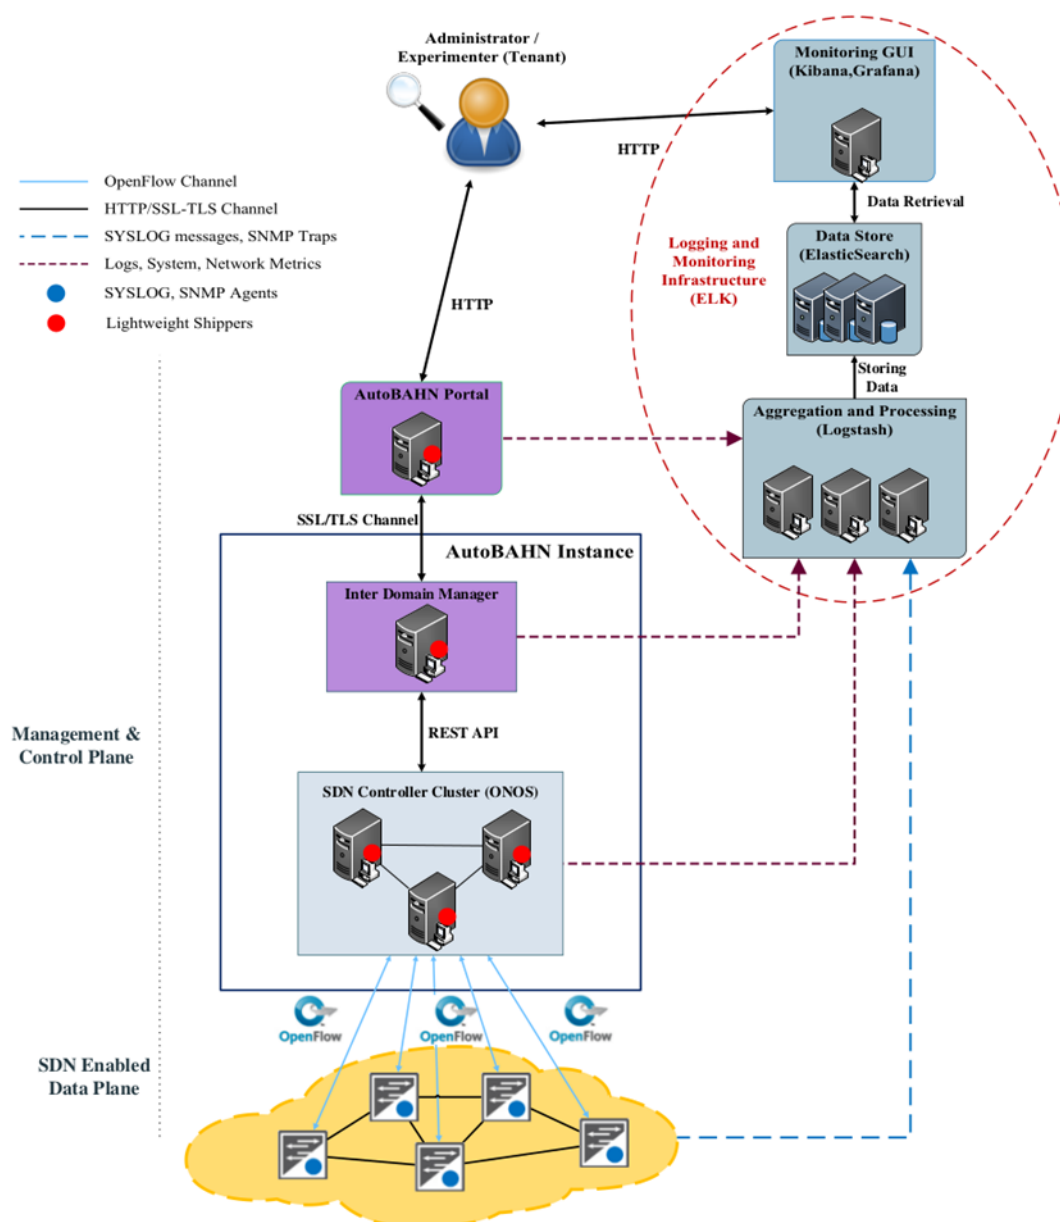 Administrator /
Experimenter (Tenant)
Monitoring GUI
(Kibana,Grafana)
HTTP
OpenFlow Channel
HTTP/SSL-TLS Channel
SYSLOG messages, SNMP Traps
Logs, System, Network Metrics
SYSLOG, SNMP Agents
Lightweight Shippers
Data Retrieval
Data Store
(ElasticSearch)
Logging and
Monitoring
Infrastructure
(ELK)
HTTP
Storing
Data
AutoBAHN Portal
Aggregation and Processing
(Logstash)
SSL/TLS Channel
AutoBAHN Instance
Inter Domain Manager
Management &
Control Plane
REST API
SDN Controller Cluster (ONOS)
OpenFlow
OpenFlow
OpenFlow
SDN Enabled
Data Plane